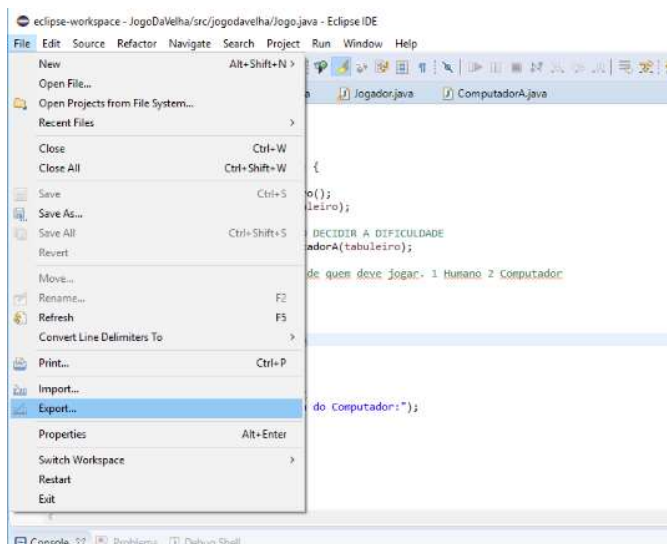 eclipse-workspace - JogoDaVelha/src/jogodavelha/Jogo.java - Eclipse IDE
File Edit Source Refactor Navigate Search Project Run Window Help
New Alt+Shift+N >
Open File...
Open Projects from File System...
Recent Files >
Close Ctrl+W
Close All Ctrl+Shift+W
Save Ctrl+S
Save As...
Save All Ctrl+Shift+S
Revert
Move...
Rename... F2
Refresh F5
Convert Line Delimiters To >
Print... Ctrl+P
Import...
Export...
Properties Alt+Enter
Switch Workspace >
Restart
Exit
a Jogador.java ComputadorA.java
{
o();
leiro);
DECIDIR A DIFICULDADE
adorA(tabuleiro);
de quem deve jogar. 1 Humano 2 Computador
do Computador:");
Console Problems Debug Shell